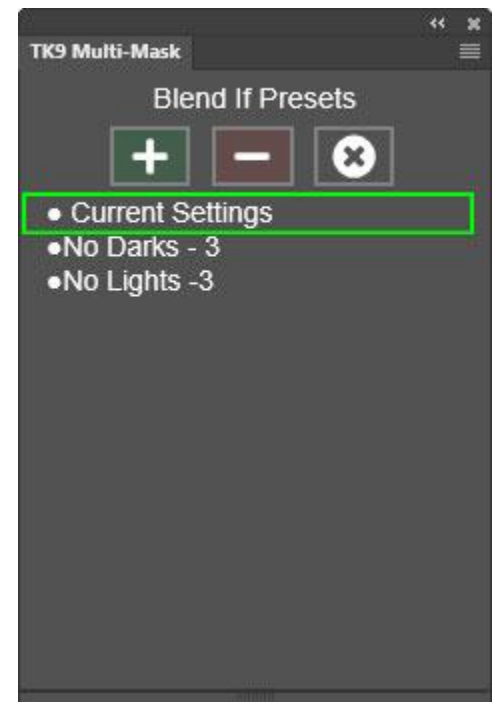 TK9 Multi-Mask
Blend If Presets
● Current Settings
●No Darks - 3
●No Lights -3